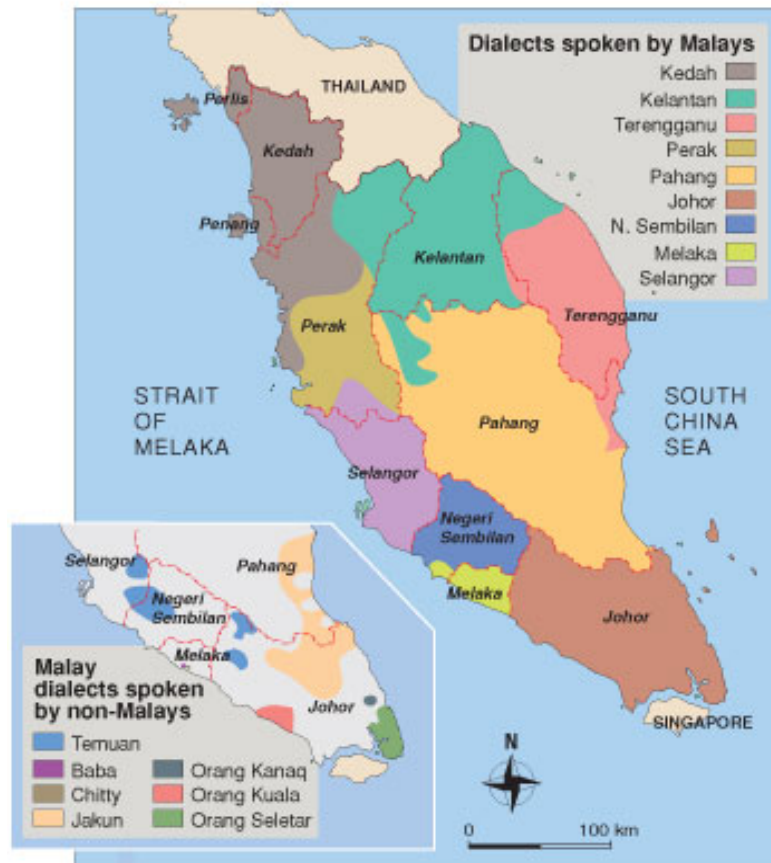 Dialects spoken by Malays
Kedah
Kelantan
Terengganu
Perak
Pahang
Johor
N. Sembilan
Melaka
Selangor
THAILAND
Perlis
Kedah
Penang
Kelantan
Perak
Terengganu
STRAIT
OF
MELAKA
SOUTH
CHINA
SEA
Pahang
Selangor
Negeri
Sembilan
Melaka
Johor
SINGAPORE
N
0 100 km
Selangor
Pahang
Negeri
Sembilan
Melaka
Johor
Malay
dialects spoken
by non-Malays
Temuan
Baba
Chitty
Jakun
Orang Kanaq
Orang Kuala
Orang Seletar